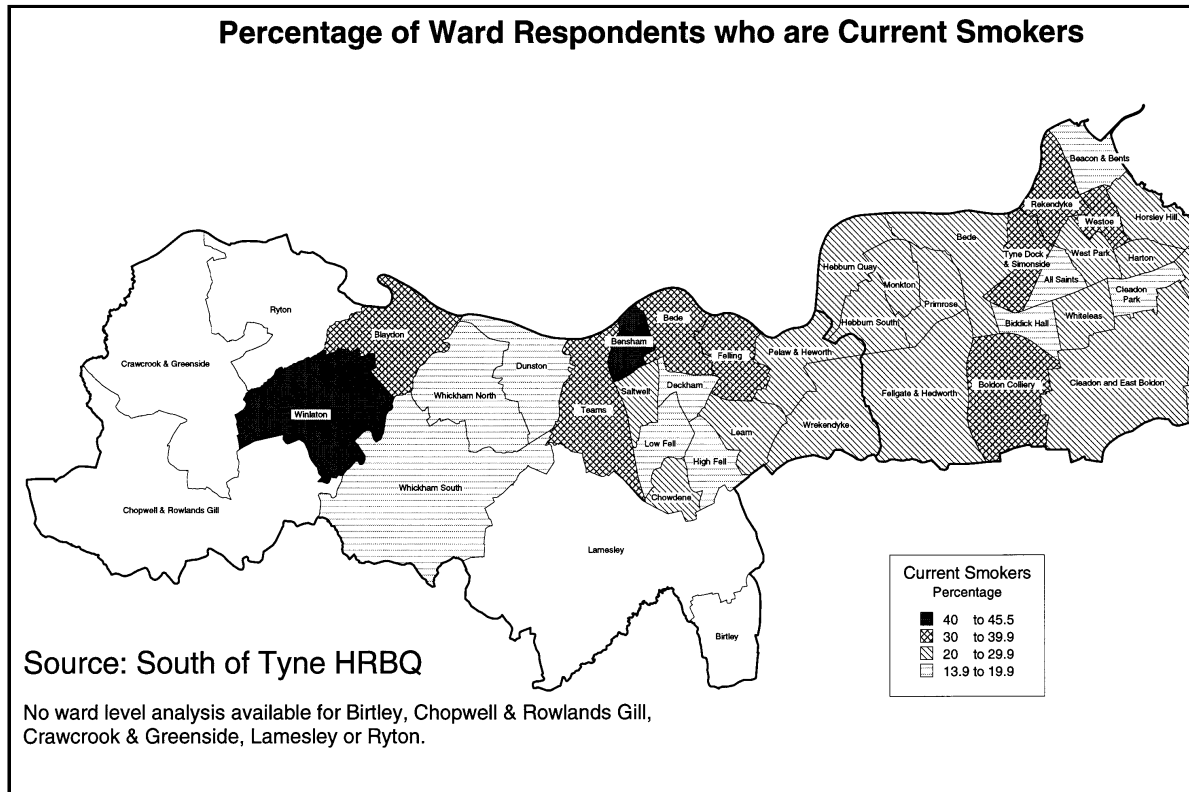 Percentage of Ward Respondents who are Current Smokers
Beacon & Bents
Rekendyke
Westoe
Horsley Hill
Bede
Tyne Dock
& Simonside
West Park
Harton
Hebburn Quay
Monkton
All Saints
Cleadon
Park
Primrose
Whiteleas
Hebburn South
Biddick Hall
Ryton
Blaydon
Bede
Bensham
Crawcrook & Greenside
Dunston
Felling
Pelaw & Heworth
Saltwell
Deckham
Whickham North
Fellgate & Hedworth
Boldon Colliery
Cleadon and East Boldon
Winlaton
Teams
Leam
Wrekendyke
Low Fell
High Fell
Whickham South
Chowdene
Chopwell & Rowlands Gill
Lamesley
Birtley
Current Smokers
Percentage
40 to 45.5
30 to 39.9
20 to 29.9
13.9 to 19.9
Source: South of Tyne HRBQ
No ward level analysis available for Birtley, Chopwell & Rowlands Gill,
Crawcrook & Greenside, Lamesley or Ryton.